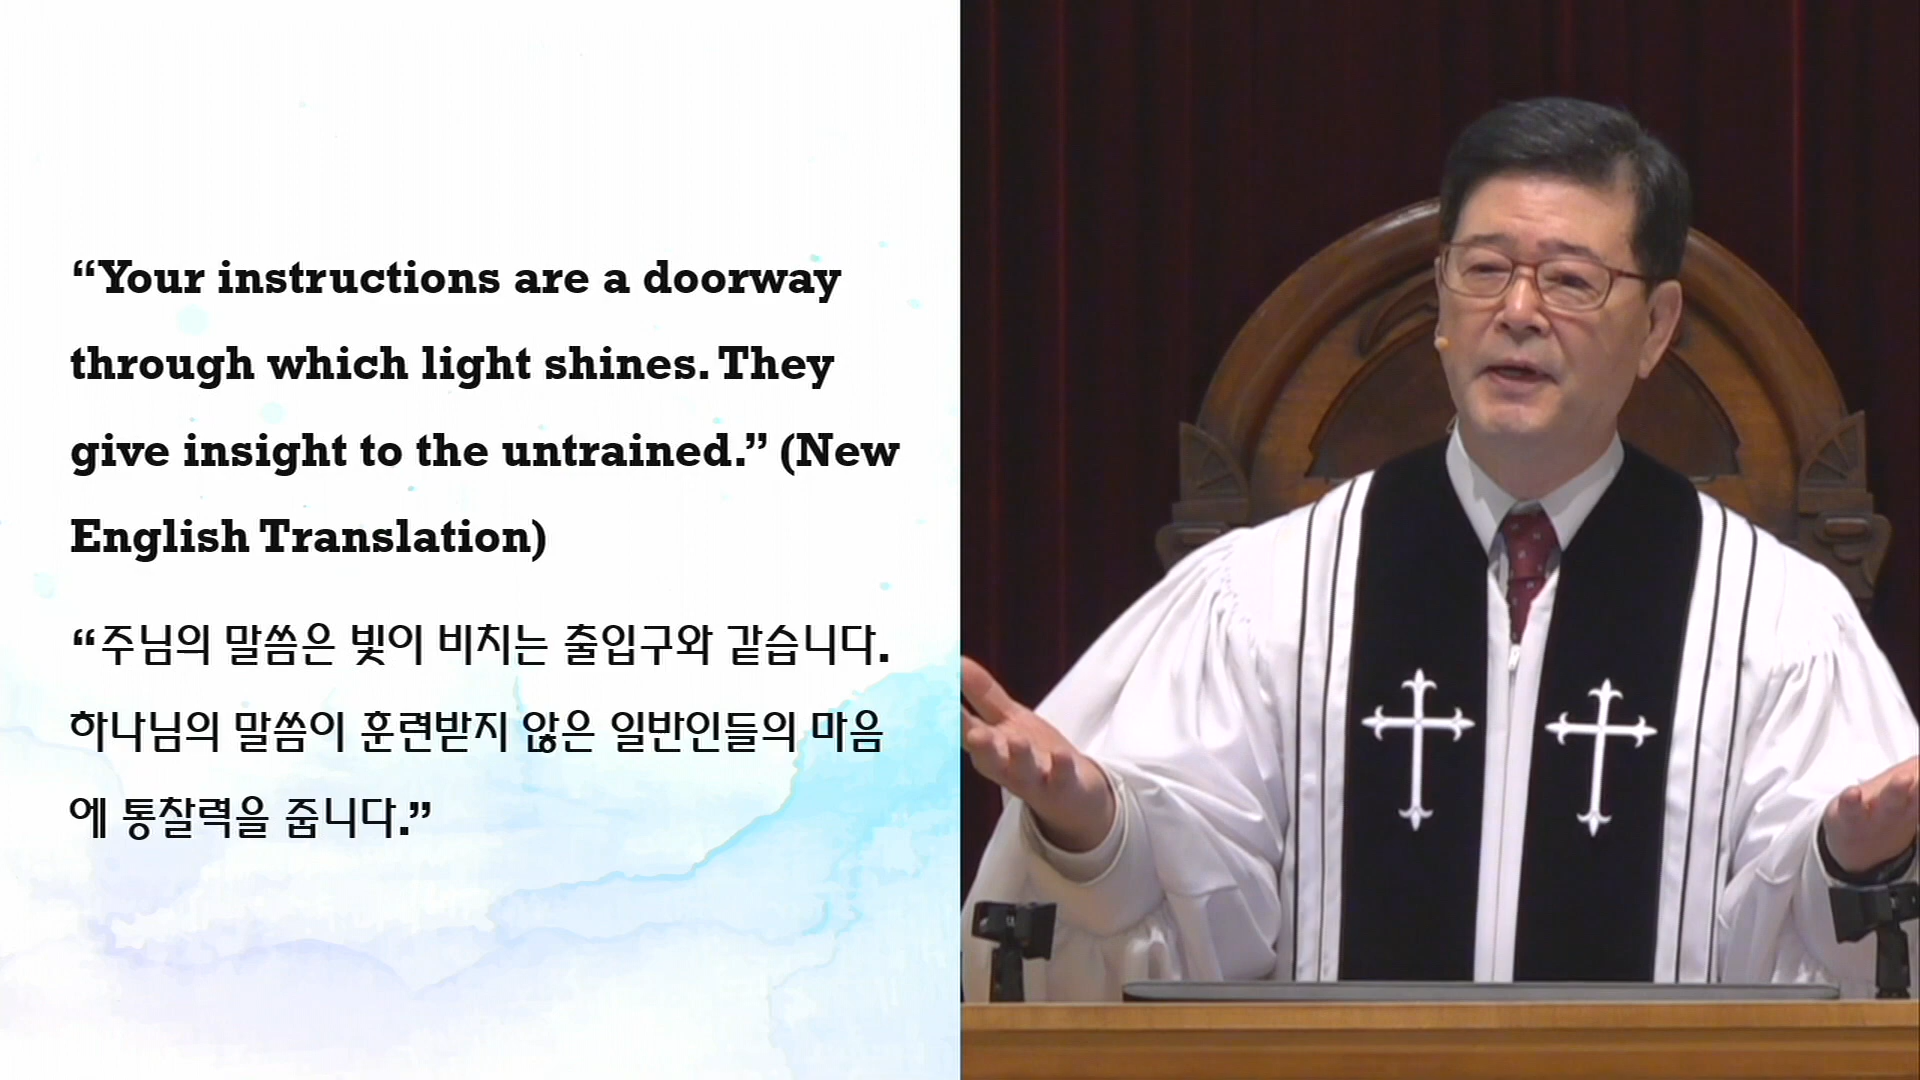 “Your instructions are a doorway
through which light shines. They
give insight to the untrained.” (New
English Translation)
“주님의 말씀은 빛이 비치는 출입구와 같습니다.
하나님의 말씀이 훈련받지 않은 일반인들의 마음
에 통찰력을 줍니다.”